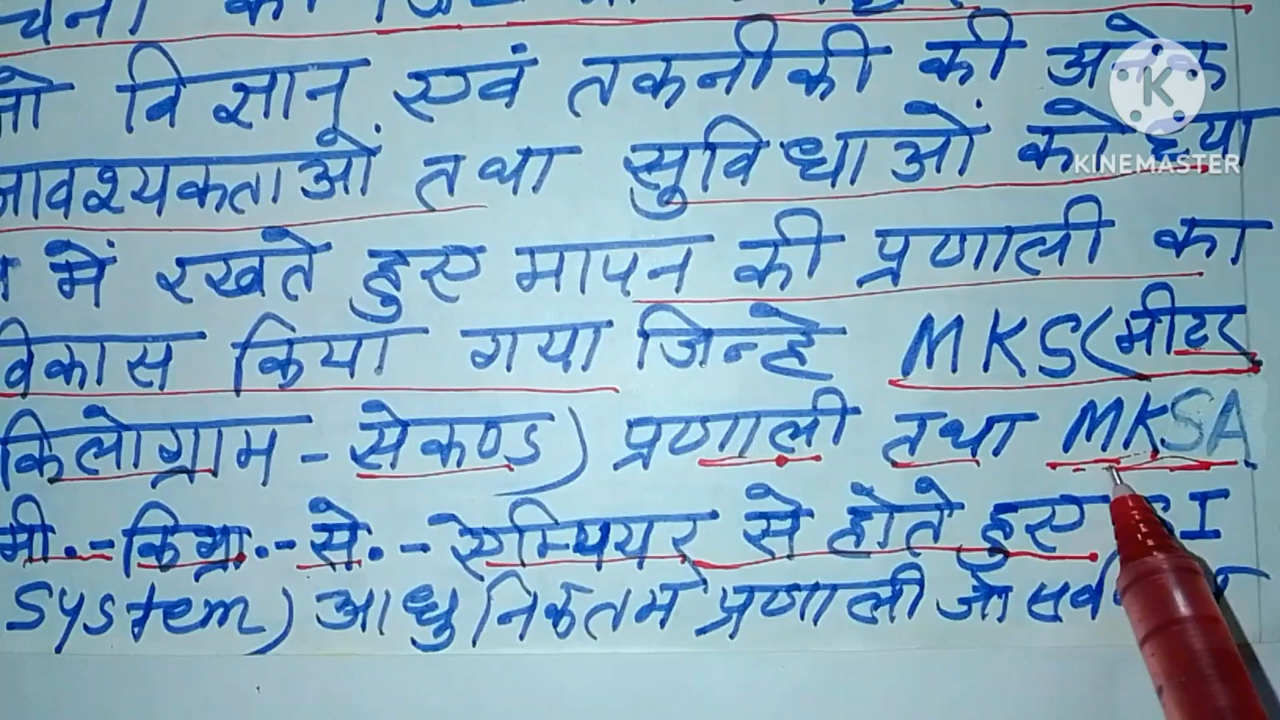 जो विज्ञान एवं तकनीकी की अनेक
आवश्यकताओं तथा सुविधाओं को ध्या
न में रखते हुए मापन की प्रणाली का
विकास किया गया जिन्हे MKS (मीटर
किलोग्राम - सेकण्ड) प्रणाली तथा MKSA
मी.-किग्रा.-से.-एम्पियर से होते हुए SI
System) आधुनिकतम प्रणाली जो
KINEMASTER